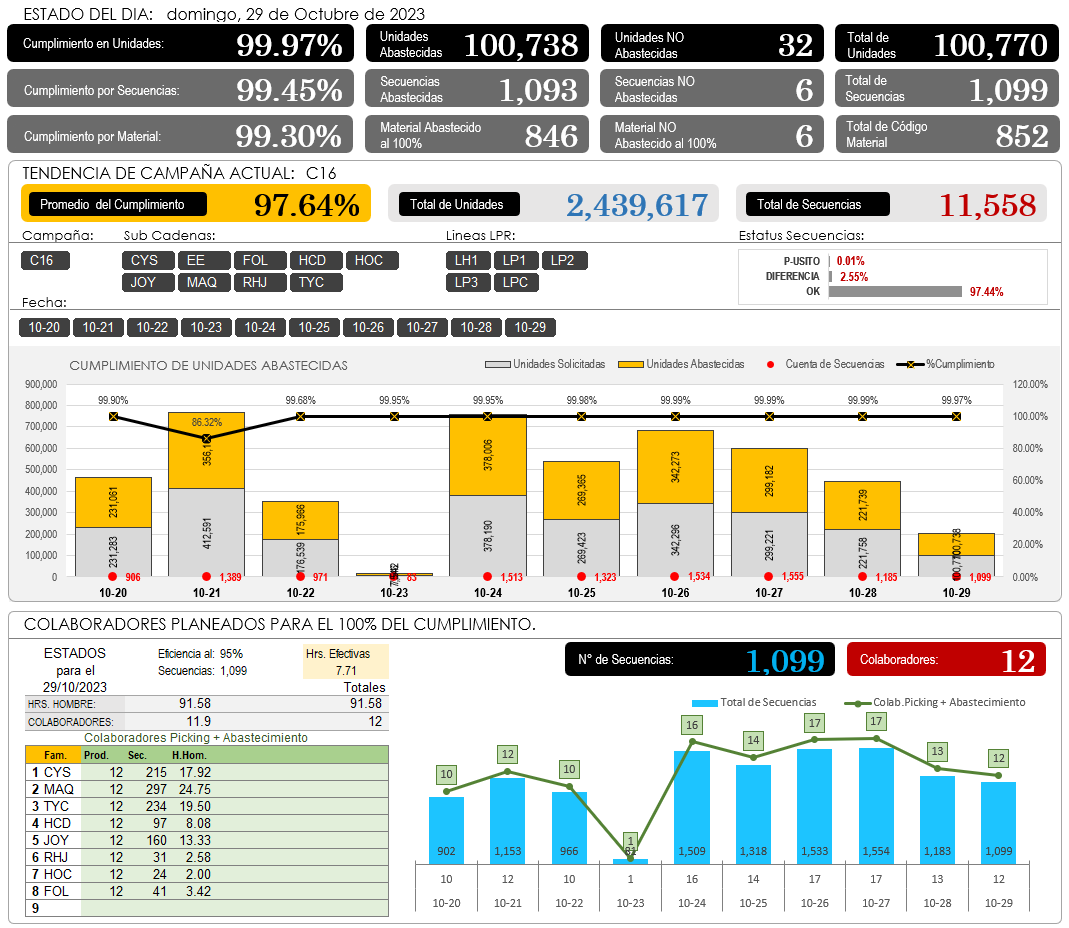 ESTADO DEL DIA: domingo, 29 de Octubre de 2023
Cumplimiento en Unidades: 99.97%
Unidades Abastecidas 100,738
Unidades NO Abastecidas 32
Total de Unidades 100,770
Cumplimiento por Secuencias: 99.45%
Secuencias Abastecidas 1,093
Secuencias NO Abastecidas 6
Total de Secuencias 1,099
Cumplimiento por Material: 99.30%
Material Abastecido al 100% 846
Material NO Abastecido al 100% 6
Total de Código Material 852
TENDENCIA DE CAMPAÑA ACTUAL: C16
Promedio del Cumplimiento 97.64%
Total de Unidades 2,439,617
Total de Secuencias 11,558
Campaña: Sub Cadenas: Lineas LPR: Estatus Secuencias:
C16 CYS EE FOL HCD HOC LH1 LP1 LP2
JOY MAQ RHJ TYC LP3 LPC
P-USITO 0.01%
DIFERENCIA 2.55%
OK 97.44%
Fecha:
10-20 10-21 10-22 10-23 10-24 10-25 10-26 10-27 10-28 10-29
CUMPLIMIENTO DE UNIDADES ABASTECIDAS
Unidades Solicitadas Unidades Abastecidas Cuenta de Secuencias %Cumplimiento
900,000 120.00%
800,000 100.00%
700,000 80.00%
600,000 60.00%
500,000
400,000 40.00%
300,000
200,000 20.00%
100,000
0 0.00%
99.90% 86.32% 99.68% 99.95% 99.95% 99.98% 99.99% 99.99% 99.99% 99.97%
231,061 175,966 378,006 269,365 342,273 299,182 221,739 100,738
231,283 412,591 176,539 378,190 269,423 342,296 299,221 221,758
906 1,389 971 83 1,513 1,323 1,534 1,555 1,185 1,099
10-20 10-21 10-22 10-23 10-24 10-25 10-26 10-27 10-28 10-29
COLABORADORES PLANEADOS PARA EL 100% DEL CUMPLIMIENTO.
ESTADOS para el 29/10/2023
Eficiencia al: 95%
Secuencias: 1,099
Hrs. Efectivas
7.71
Totales
HRS. HOMBRE: 91.58 91.58
COLABORADORES: 11.9 12
Colaboradores Picking + Abastecimiento
Fam. Prod. Sec. H.Hom.
1 CYS 12 215 17.92
2 MAQ 12 297 24.75
3 TYC 12 234 19.50
4 HCD 12 97 8.08
5 JOY 12 160 13.33
6 RHJ 12 31 2.58
7 HOC 12 24 2.00
8 FOL 12 41 3.42
9
N° de Secuencias: 1,099
Colaboradores: 12
Total de Secuencias Colab.Picking + Abastecimiento
10 12 10 1 16 14 17 17 13 12
902 1,153 966 81 1,509 1,318 1,533 1,554 1,183 1,099
10 12 10 1 16 14 17 17 13 12
10-20 10-21 10-22 10-23 10-24 10-25 10-26 10-27 10-28 10-29